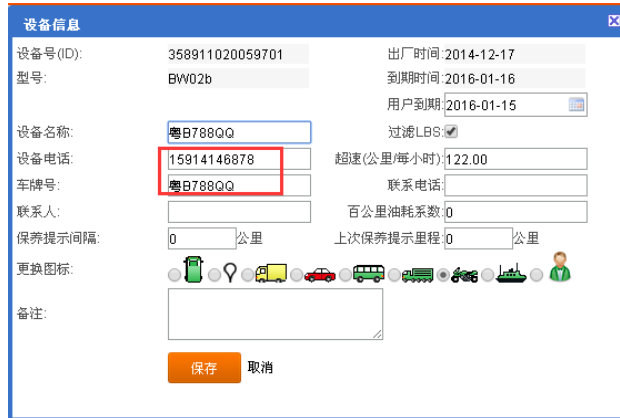 设备信息
设备号(ID): 358911020059701 出厂时间:2014-12-17
型号: BW02b 到期时间:2016-01-16
用户到期:2016-01-15
设备名称: 粤B788QQ 过滤LBS:
设备电话: 15914146878 超速(公里/每小时):122.00
车牌号: 粤B788QQ 联系电话:
联系人: 百公里油耗系数:0
保养提示间隔: 0 公里 上次保养提示里程:0 公里
更换图标:
备注:
保存 取消